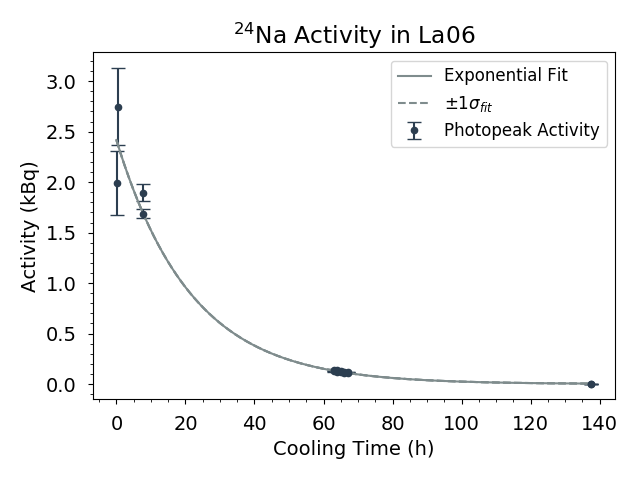 ²⁴Na Activity in La06
Exponential Fit
±1σ_fit
Photopeak Activity
Activity (kBq)
3.0
2.5
2.0
1.5
1.0
0.5
0.0
0 20 40 60 80 100 120 140
Cooling Time (h)